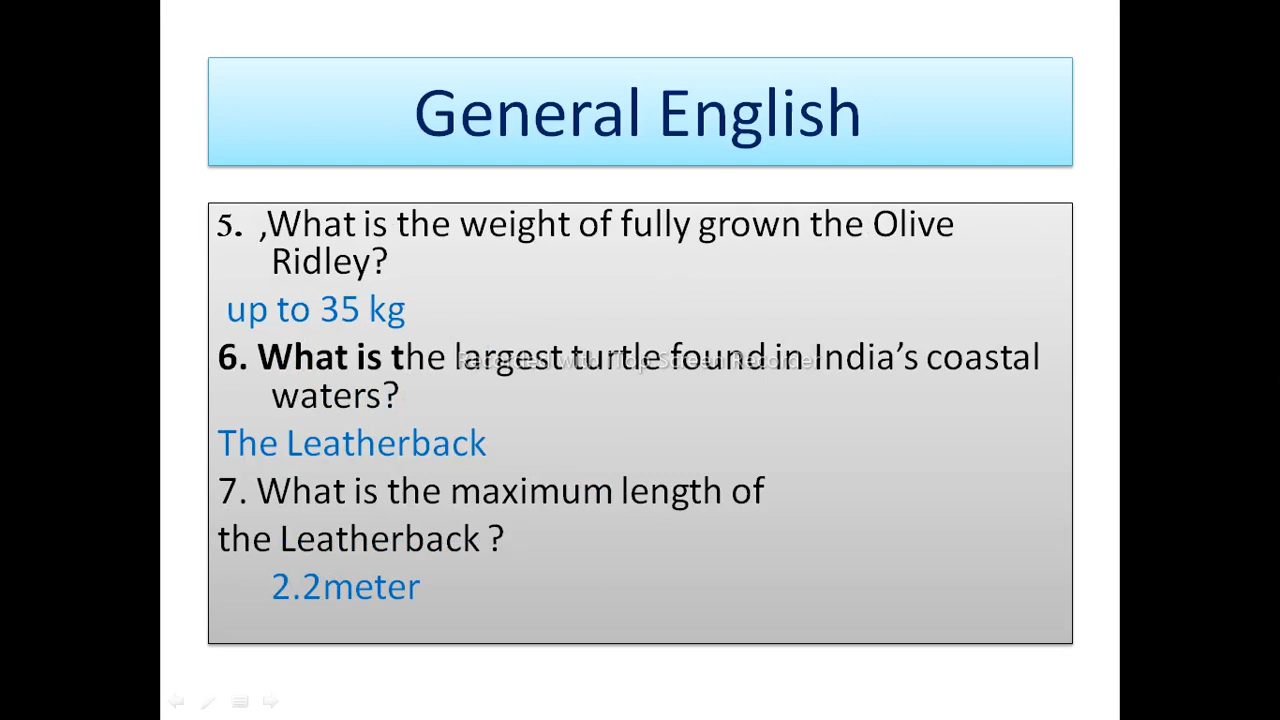 General English
5. ,What is the weight of fully grown the Olive
Ridley?
up to 35 kg
6. What is the largest turtle found in India’s coastal
waters?
The Leatherback
7. What is the maximum length of
the Leatherback ?
2.2meter